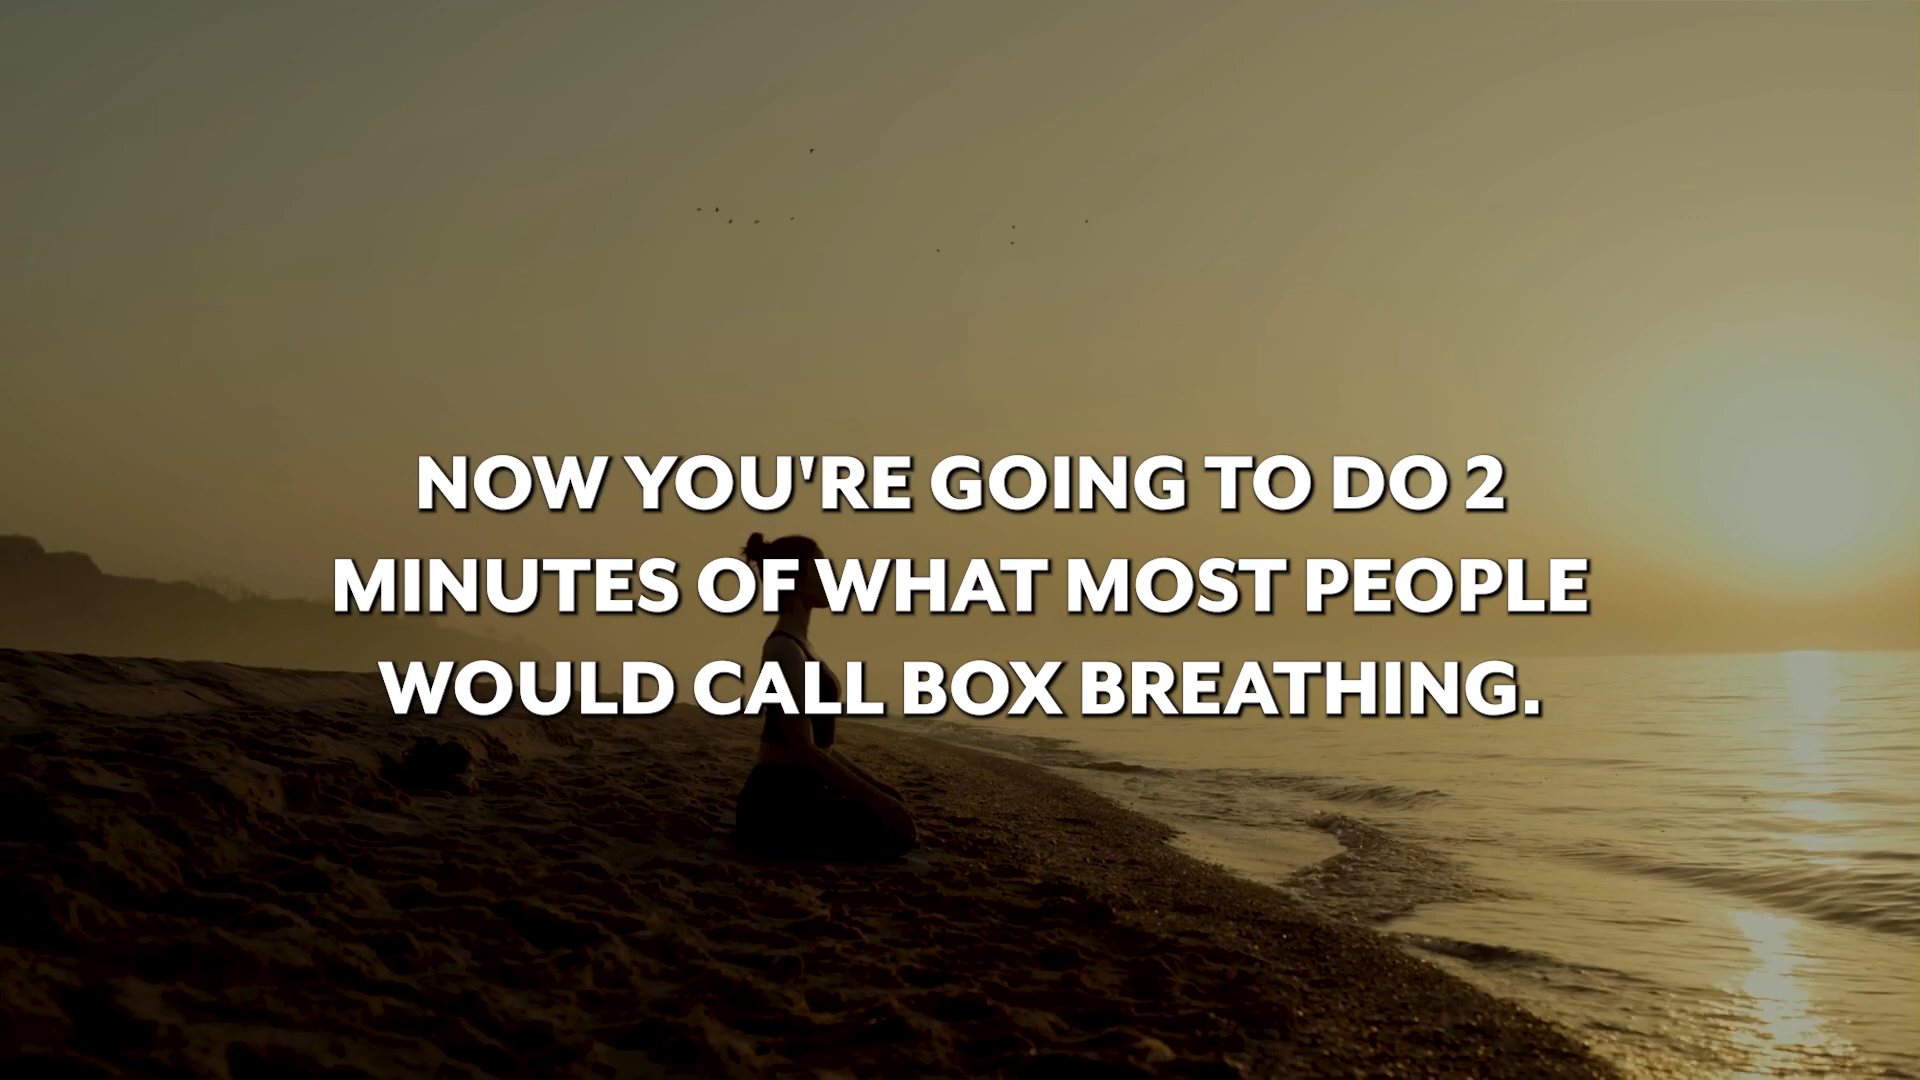 NOW YOU'RE GOING TO DO 2
MINUTES OF WHAT MOST PEOPLE
WOULD CALL BOX BREATHING.